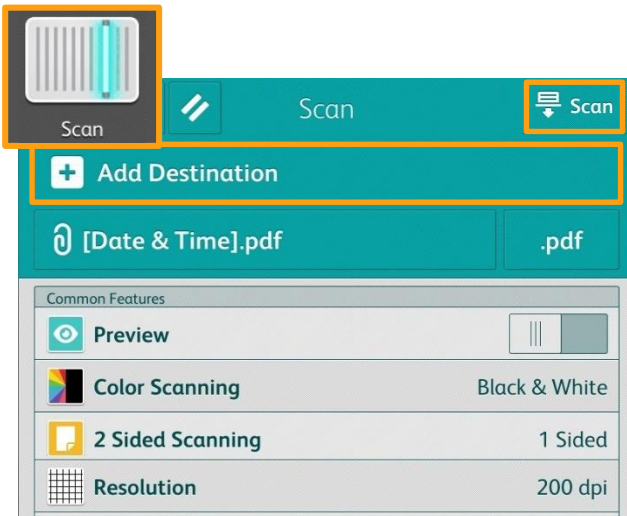 Scan
Scan
Scan
Add Destination
[Date & Time].pdf
.pdf
Common Features
Preview
Color Scanning
Black & White
2 Sided Scanning
1 Sided
Resolution
200 dpi